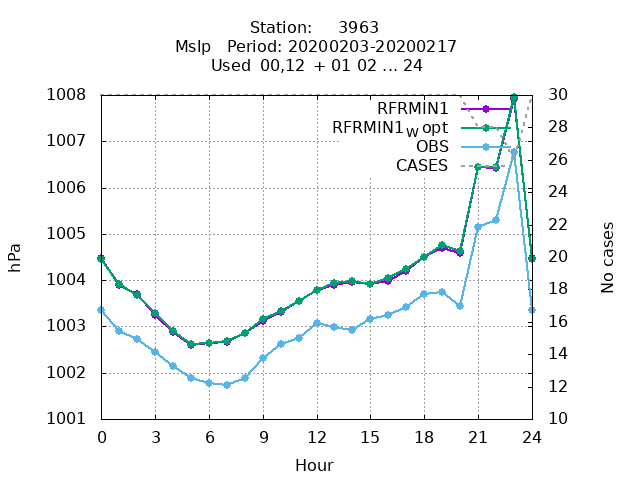 Station:     3963
Mslp   Period: 20200203-20200217
Used  00,12  + 01 02 ... 24
1008 30
RFRMIN1
1007 28
RFRMIN1w opt
OBS
1006 26
CASES
24
1005 22
hPa
No cases
20
1004 18
1003 16
14
1002 12
1001 10
0 3 6 9 12 15 18 21 24
Hour